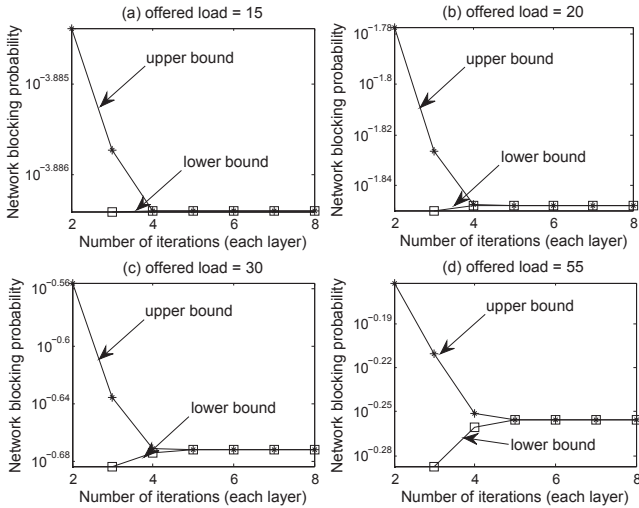 (a) offered load = 15
Network blocking probability
10^−3.885
10^−3.886
upper bound
lower bound
2 3 4 5 6 7 8
Number of iterations (each layer)
(b) offered load = 20
Network blocking probability
10^−1.78
10^−1.8
10^−1.82
10^−1.84
upper bound
lower bound
2 4 6 8
Number of iterations (each layer)
(c) offered load = 30
Network blocking probability
10^−0.56
10^−0.6
10^−0.64
10^−0.68
upper bound
lower bound
2 4 6 8
Number of iterations (each layer)
(d) offered load = 55
Network blocking probability
10^−0.19
10^−0.22
10^−0.25
10^−0.28
upper bound
lower bound
2 4 6 8
Number of iterations (each layer)